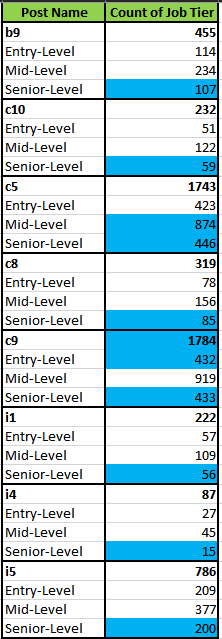 Post Name Count of Job Tier
b9 455
Entry-Level 114
Mid-Level 234
Senior-Level 107
c10 232
Entry-Level 51
Mid-Level 122
Senior-Level 59
c5 1743
Entry-Level 423
Mid-Level 874
Senior-Level 446
c8 319
Entry-Level 78
Mid-Level 156
Senior-Level 85
c9 1784
Entry-Level 432
Mid-Level 919
Senior-Level 433
i1 222
Entry-Level 57
Mid-Level 109
Senior-Level 56
i4 87
Entry-Level 27
Mid-Level 45
Senior-Level 15
i5 786
Entry-Level 209
Mid-Level 377
Senior-Level 200